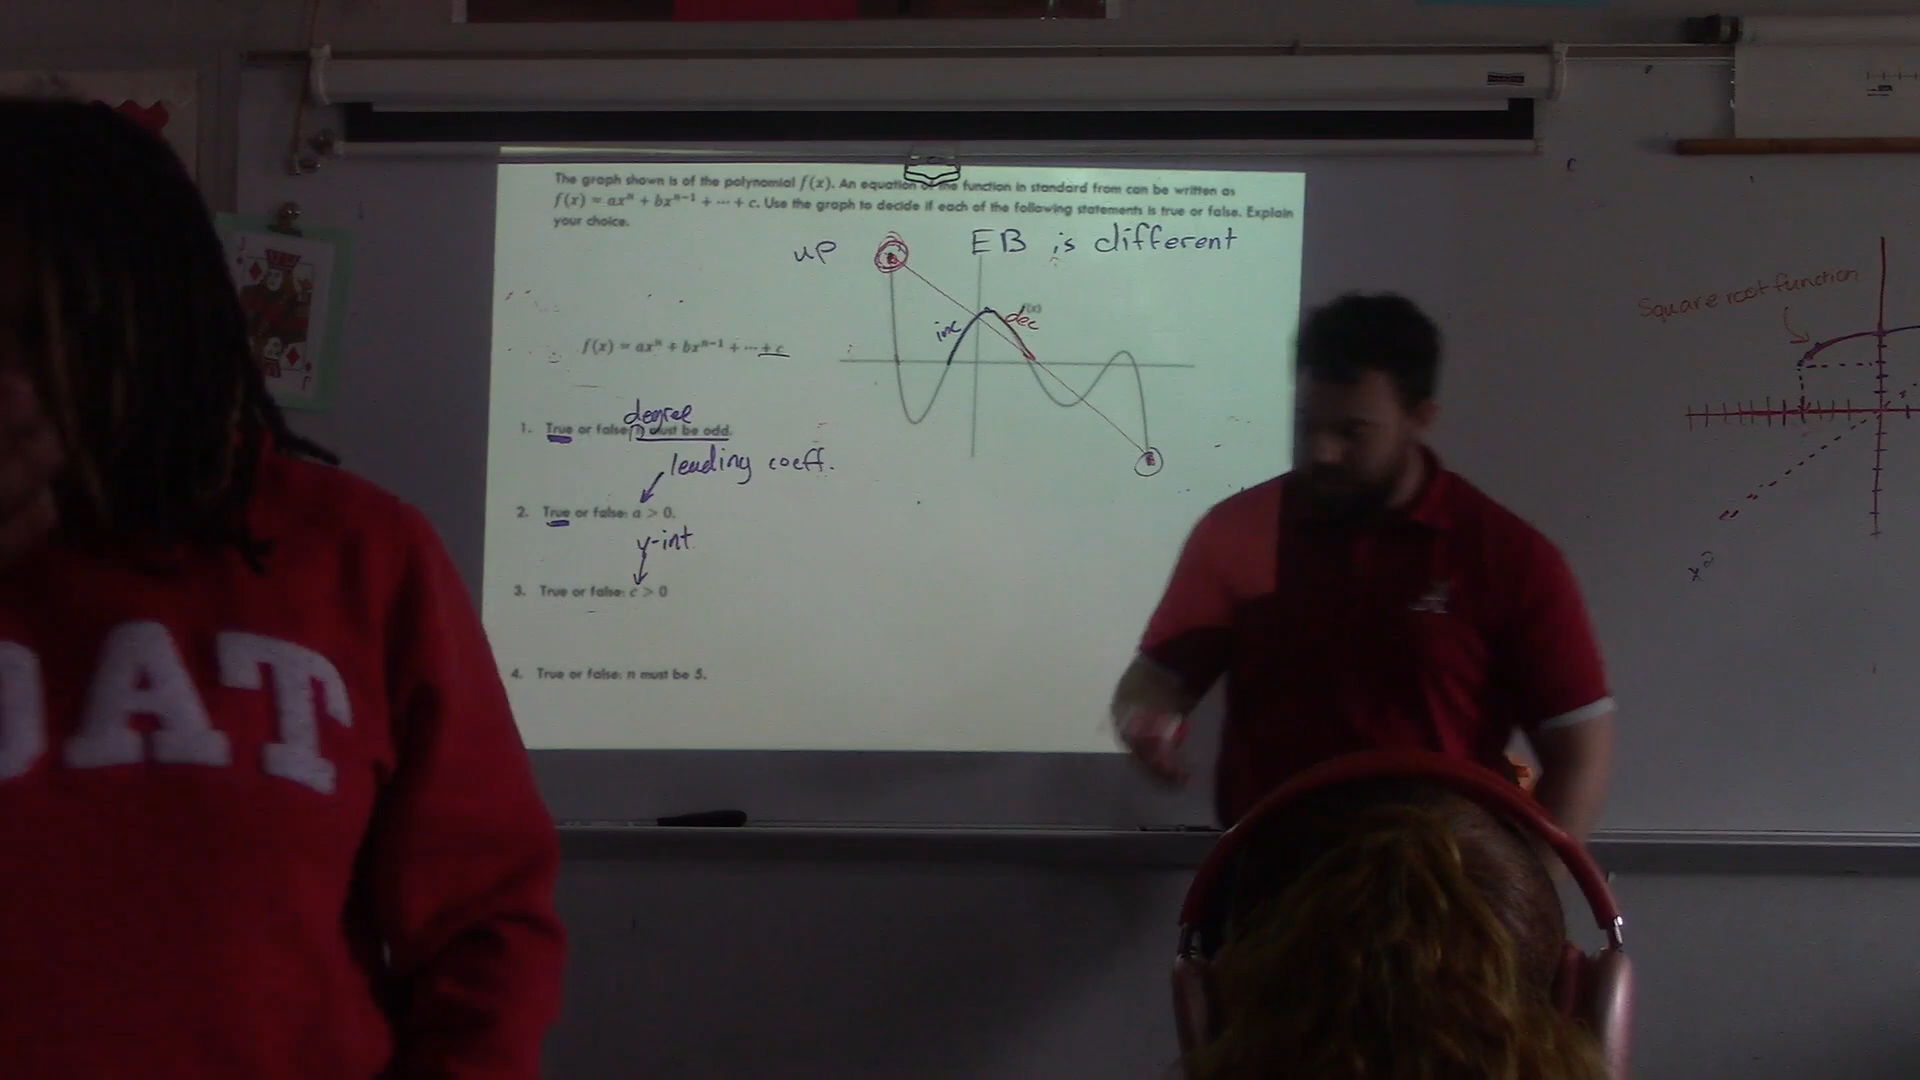 The graph shown is of the polynomial f(x). An equation of the function in standard from can be written as
f(x) = axⁿ + bxⁿ⁻¹ + ⋯ + c. Use the graph to decide if each of the following statements is true or false. Explain
your choice.
up
EB is different
f(x)
inc
dec
f(x) = axⁿ + bxⁿ⁻¹ + ⋯ + c
degree
1. True or false: n must be odd.
leading coeff.
2. True or false: a > 0.
y-int
3. True or false: c > 0
4. True or false: n must be 5.
Square root function
x²
OAT
J
J